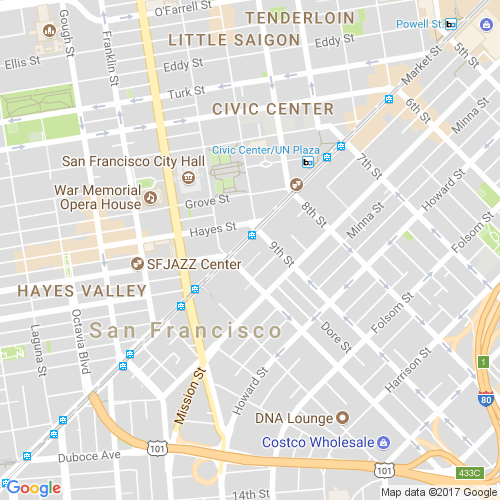 O'Farrell St
TENDERLOIN
Powell St.
LITTLE SAIGON
Eddy St
Ellis St
Gough St
Franklin St
Eddy St
Market St
5th St
Turk St
CIVIC CENTER
6th St
Minna St
Civic Center/UN Plaza
San Francisco City Hall
7th St
War Memorial
Opera House
Grove St
8th St
Minna St
Howard St
Hayes St
9th St
Folsom St
SFJAZZ Center
HAYES VALLEY
San Francisco
Laguna St
Octavia Blvd
Dore St
Folsom St
Harrison St
1
80
Mission St
Howard St
DNA Lounge
Costco Wholesale
101
Duboce Ave
101
433C
Google
14th St
Map data ©2017 Google